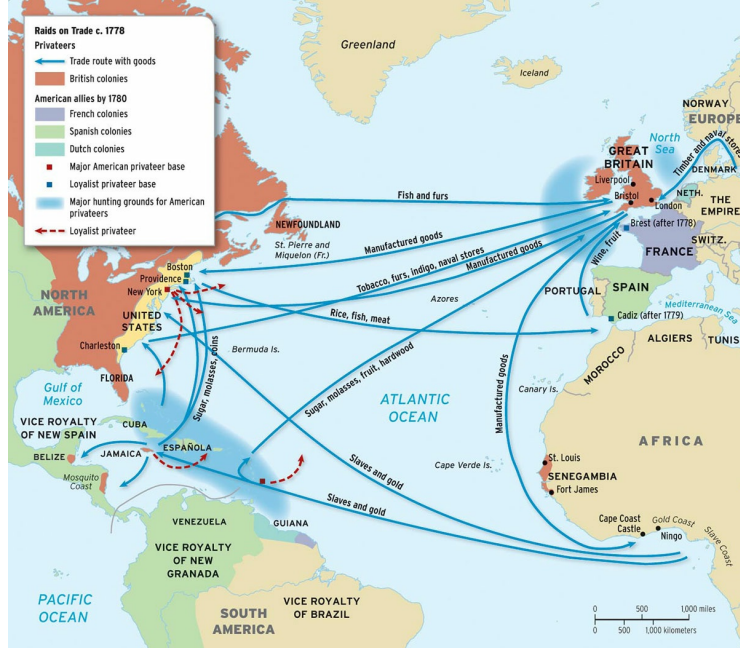 Raids on Trade c. 1778
Privateers
Trade route with goods
British colonies
American allies by 1780
French colonies
Spanish colonies
Dutch colonies
Major American privateer base
Loyalist privateer base
Major hunting grounds for American
privateers
Loyalist privateer
Greenland
Iceland
NORWAY
EUROPE
North
Sea
Timber and naval store
DENMARK
GREAT
BRITAIN
Liverpool
Bristol
London
NETH.
THE
EMPIRE
Brest (after 1778)
SWITZ.
FRANCE
Wine, fruit
Fish and furs
NEWFOUNDLAND
St. Pierre and
Miquelon (Fr.)
Manufactured goods
Tobacco, furs, indigo, naval stores
Manufactured goods
Boston
Providence
New York
NORTH
AMERICA
UNITED
STATES
Charleston
FLORIDA
Azores
Rice, fish, meat
PORTUGAL
SPAIN
Mediterranean Sea
Cadiz (after 1779)
ALGIERS
TUNIS
MOROCCO
Bermuda Is.
Sugar, molasses, coins
Sugar, molasses, fruit, hardwood
Manufactured goods
ATLANTIC
OCEAN
Canary Is.
Gulf of
Mexico
VICE ROYALTY
OF NEW SPAIN
CUBA
ESPAÑOLA
BELIZE
JAMAICA
Mosquito
Coast
AFRICA
Cape Verde Is.
Slaves and gold
Slaves and gold
St. Louis
SENEGAMBIA
Fort James
Cape Coast
Castle
Gold Coast
Ningo
Slave Coast
VENEZUELA
GUIANA
VICE ROYALTY
OF NEW
GRANADA
PACIFIC
OCEAN
SOUTH
AMERICA
VICE ROYALTY
OF BRAZIL
0 500 1,000 miles
0 500 1,000 kilometers